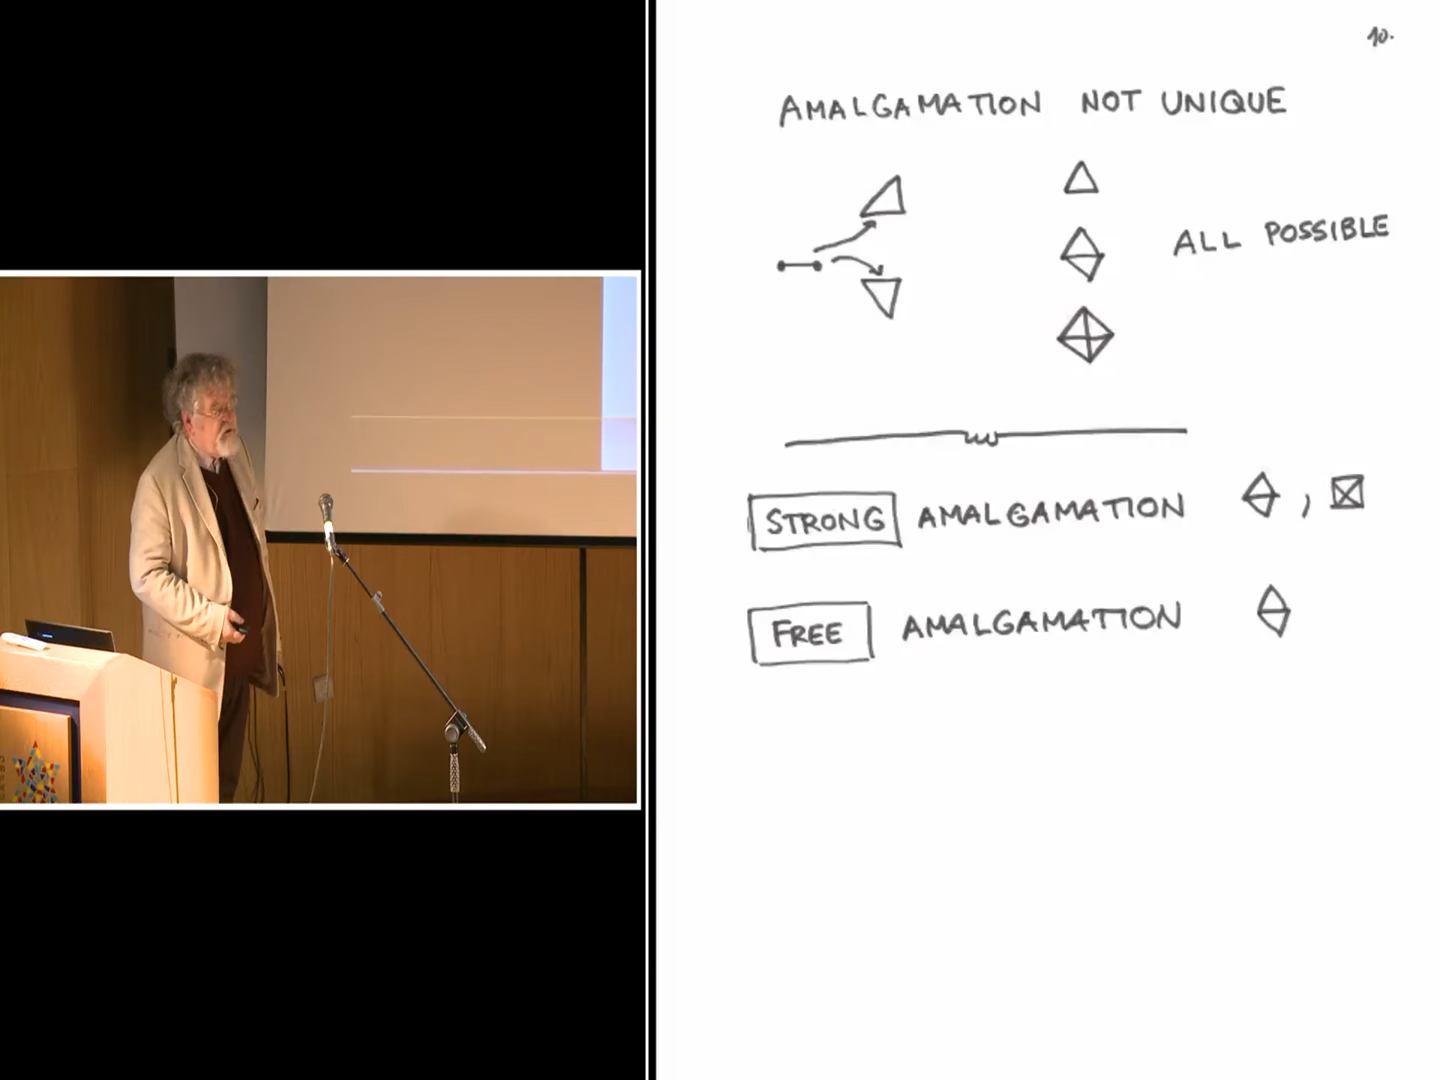 10.
AMALGAMATION NOT UNIQUE
ALL POSSIBLE
STRONG AMALGAMATION ,
FREE AMALGAMATION